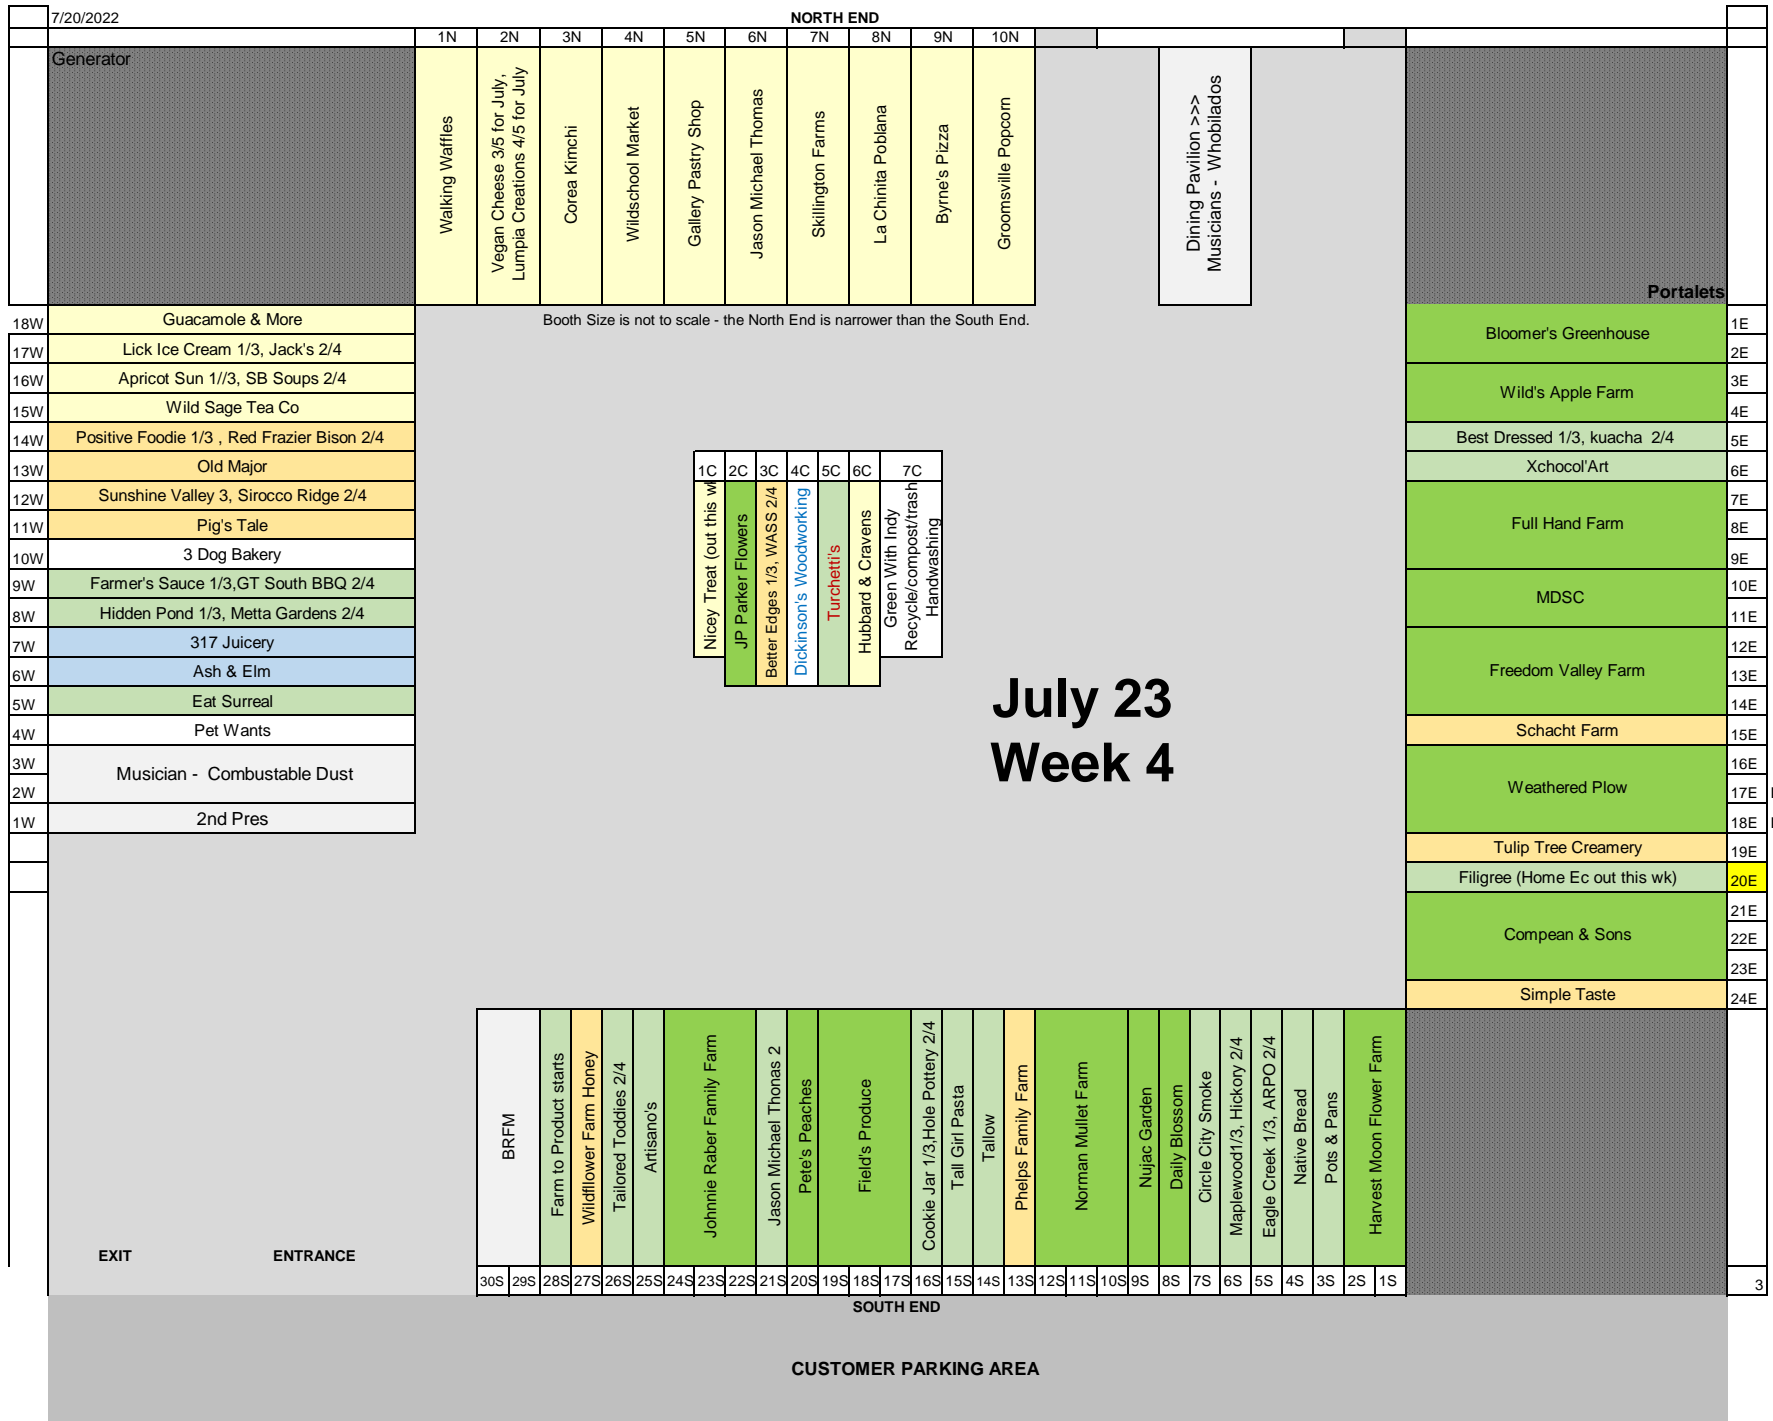 7/20/2022
NORTH END
1N 2N 3N 4N 5N 6N 7N 8N 9N 10N
Generator
Walking Waffles
Vegan Cheese 3/5 for July,
Lumpia Creations 4/5 for July
Corea Kimchi
Wildschool Market
Gallery Pastry Shop
Jason Michael Thomas
Skillington Farms
La Chinita Poblana
Byrne's Pizza
Groomsville Popcorn
Dining Pavilion >>>
Musicians - Whobilados
Portalets
Booth Size is not to scale - the North End is narrower than the South End.
18W Guacamole & More
17W Lick Ice Cream 1/3, Jack's 2/4
16W Apricot Sun 1//3, SB Soups 2/4
15W Wild Sage Tea Co
14W Positive Foodie 1/3 , Red Frazier Bison 2/4
13W Old Major
12W Sunshine Valley 3, Sirocco Ridge 2/4
11W Pig's Tale
10W 3 Dog Bakery
9W Farmer's Sauce 1/3,GT South BBQ 2/4
8W Hidden Pond 1/3, Metta Gardens 2/4
7W 317 Juicery
6W Ash & Elm
5W Eat Surreal
4W Pet Wants
3W
Musician - Combustable Dust
2W
1W 2nd Pres
1C 2C 3C 4C 5C 6C 7C
Nicey Treat (out this w
JP Parker Flowers
Better Edges 1/3, WASS 2/4
Dickinson's Woodworking
Turchetti's
Hubbard & Cravens
Green With Indy
Recycle/compost/trash
Handwashing
July 23
Week 4
Bloomer's Greenhouse
1E
2E
Wild's Apple Farm
3E
4E
Best Dressed 1/3, kuacha 2/4 5E
Xchocol'Art 6E
7E
Full Hand Farm 8E
9E
MDSC
10E
11E
12E
Freedom Valley Farm 13E
14E
Schacht Farm 15E
16E
Weathered Plow 17E
18E
Tulip Tree Creamery 19E
Filigree (Home Ec out this wk) 20E
21E
Compean & Sons 22E
23E
Simple Taste 24E
BRFM
Farm to Product starts
Wildfllower Farm Honey
Tailored Toddies 2/4
Artisano's
Johnnie Raber Family Farm
Jason Michael Thonas 2
Pete's Peaches
Field's Produce
Cookie Jar 1/3,Hole Pottery 2/4
Tall Girl Pasta
Tallow
Phelps Family Farm
Norman Mullet Farm
Nujac Garden
Daily Blossom
Circle City Smoke
Maplewood1/3, Hickory 2/4
Eagle Creek 1/3, ARPO 2/4
Native Bread
Pots & Pans
Harvest Moon Flower Farm
EXIT ENTRANCE
30S 29S 28S 27S 26S 25S 24S 23S 22S 21S 20S 19S 18S 17S 16S 15S 14S 13S 12S 11S 10S 9S 8S 7S 6S 5S 4S 3S 2S 1S 3
SOUTH END
CUSTOMER PARKING AREA